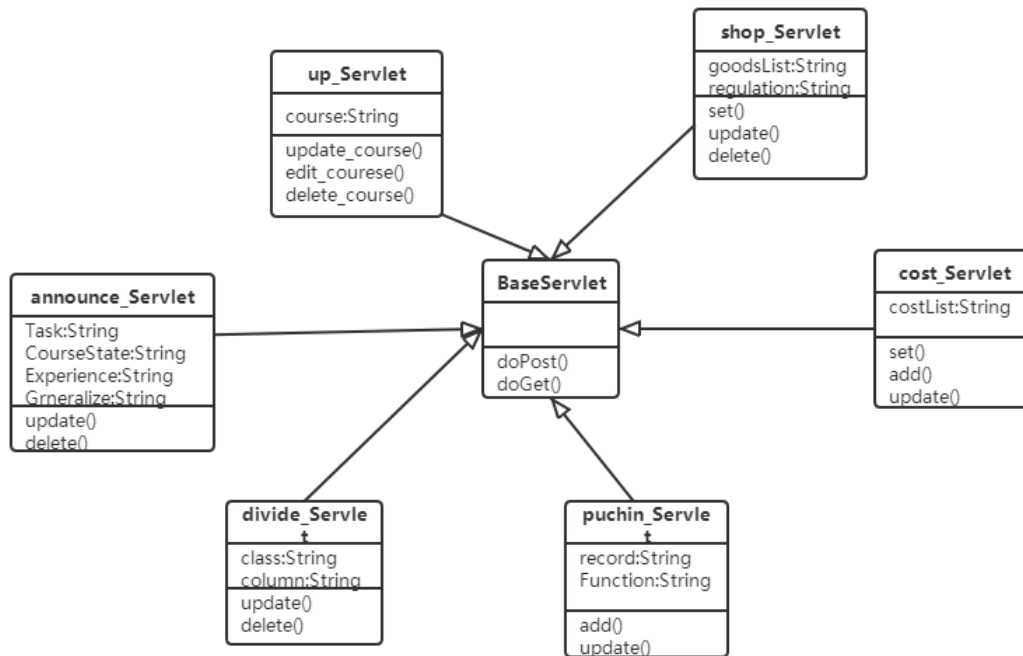 shop_Servlet
goodsList:String
regulation:String
set()
update()
delete()
up_Servlet
course:String
update_course()
edit_courese()
delete_course()
BaseServlet
doPost()
doGet()
cost_Servlet
costList:String
set()
add()
update()
announce_Servlet
Task:String
CourseState:String
Experience:String
Grneralize:String
update()
delete()
divide_Servle
t
class:String
column:String
update()
delete()
puchin_Servle
t
record:String
Function:String
add()
update()